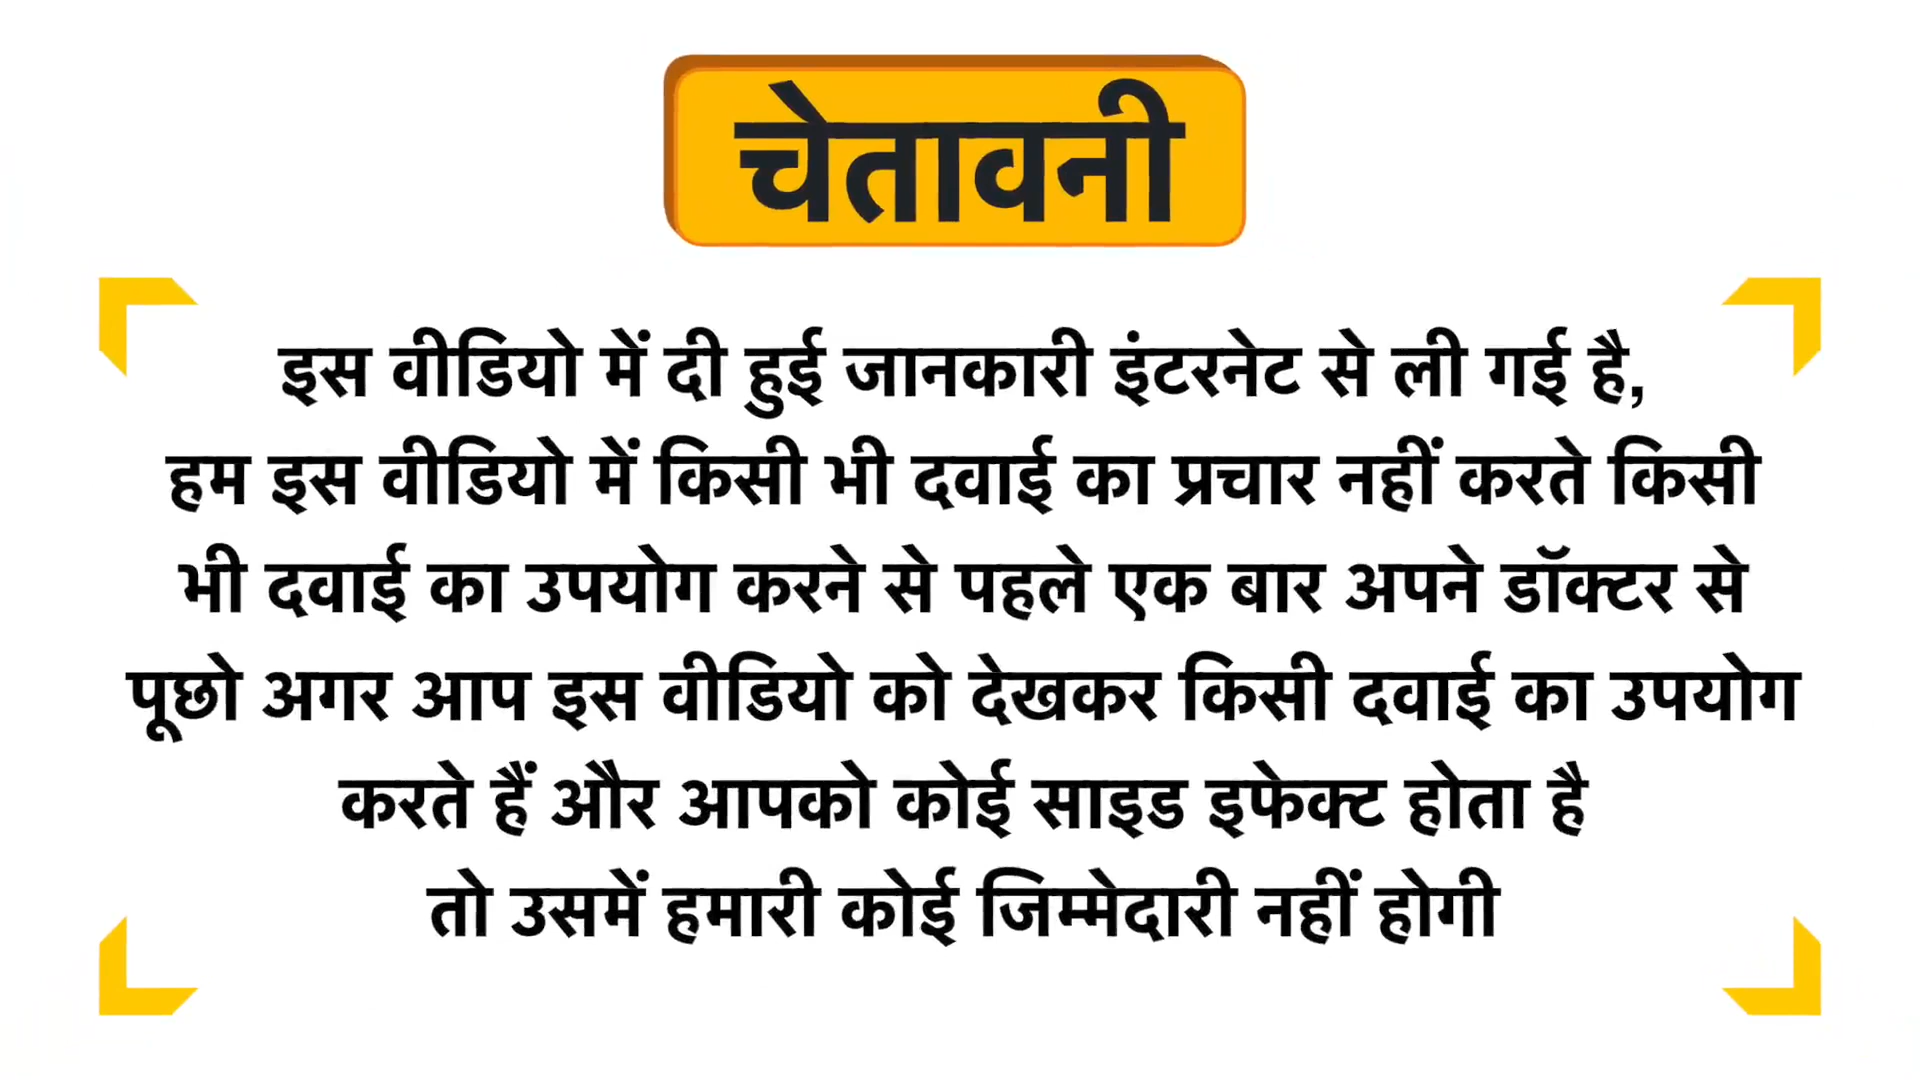 चेतावनी
इस वीडियो में दी हुई जानकारी इंटरनेट से ली गई है,
हम इस वीडियो में किसी भी दवाई का प्रचार नहीं करते किसी
भी दवाई का उपयोग करने से पहले एक बार अपने डॉक्टर से
पूछो अगर आप इस वीडियो को देखकर किसी दवाई का उपयोग
करते हैं और आपको कोई साइड इफेक्ट होता है
तो उसमें हमारी कोई जिम्मेदारी नहीं होगी